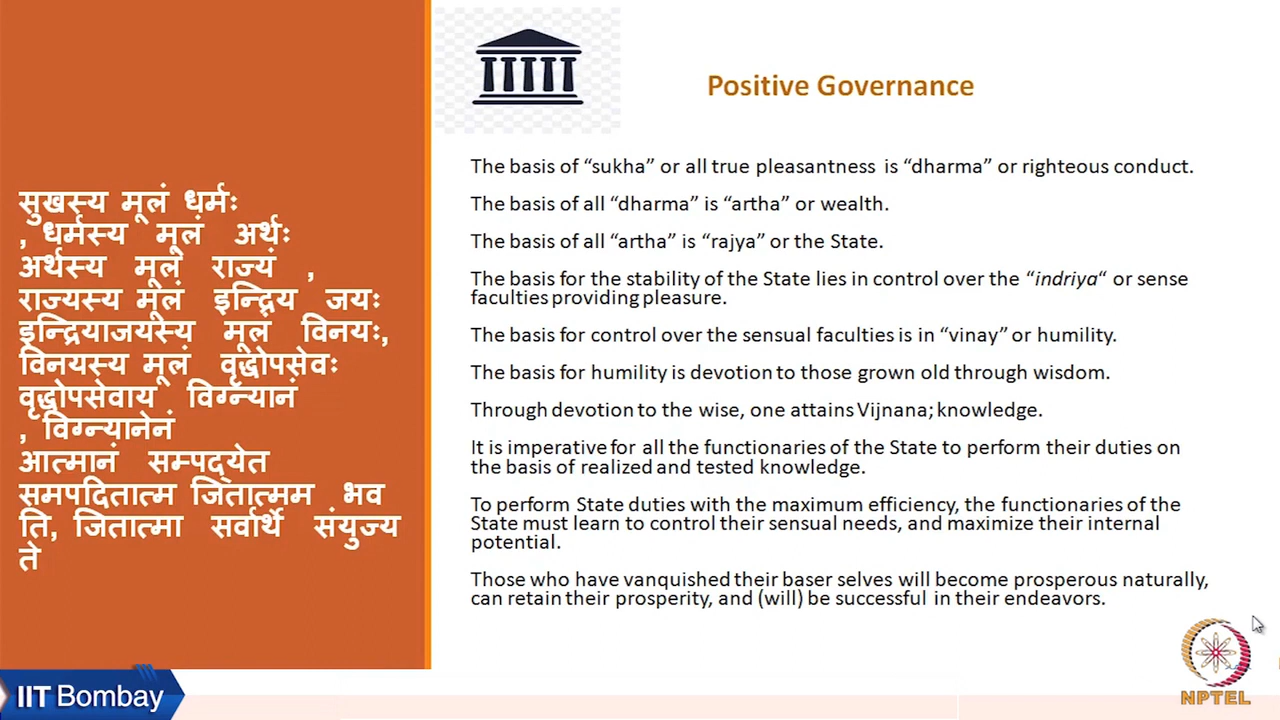 सुखस्य मूलं धर्मः
, धर्मस्य मूलं अर्थः
अर्थस्य मूलं राज्यं ,
राज्यस्य मूलं इन्द्रिय जयः
इन्द्रियाजयस्य मूलं विनयः,
विनयस्य मूलं वृद्धोपसेवः
वृद्धोपसेवाय विग्न्यानं
, विग्न्यानेनं
आत्मानं सम्पद्येत
समपदितात्म जितात्मम भव
ति, जितात्मा सर्वार्थे संयुज्य
ते
Positive Governance
The basis of “sukha” or all true pleasantness is “dharma” or righteous conduct.
The basis of all “dharma” is “artha” or wealth.
The basis of all “artha” is “rajya” or the State.
The basis for the stability of the State lies in control over the “indriya“ or sense
faculties providing pleasure.
The basis for control over the sensual faculties is in “vinay” or humility.
The basis for humility is devotion to those grown old through wisdom.
Through devotion to the wise, one attains Vijnana; knowledge.
It is imperative for all the functionaries of the State to perform their duties on
the basis of realized and tested knowledge.
To perform State duties with the maximum efficiency, the functionaries of the
State must learn to control their sensual needs, and maximize their internal
potential.
Those who have vanquished their baser selves will become prosperous naturally,
can retain their prosperity, and (will) be successful in their endeavors.
IIT Bombay
NPTEL